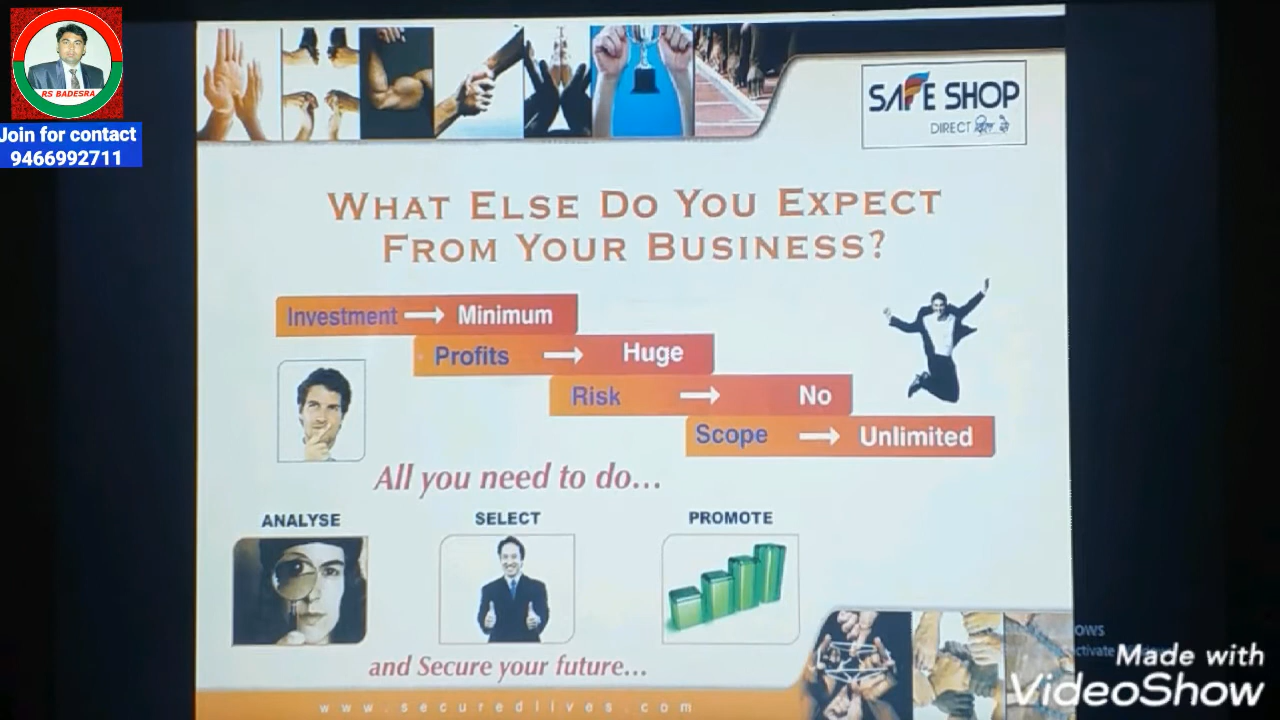 RS BADESRA
Join for contact
9466992711
SAFE SHOP
DIRECT दिल से
WHAT ELSE DO YOU EXPECT
FROM YOUR BUSINESS?
Investment → Minimum
Profits → Huge
Risk → No
Scope → Unlimited
All you need to do...
ANALYSE SELECT PROMOTE
and Secure your future...
www.securedlives.com
Made with
VideoShow